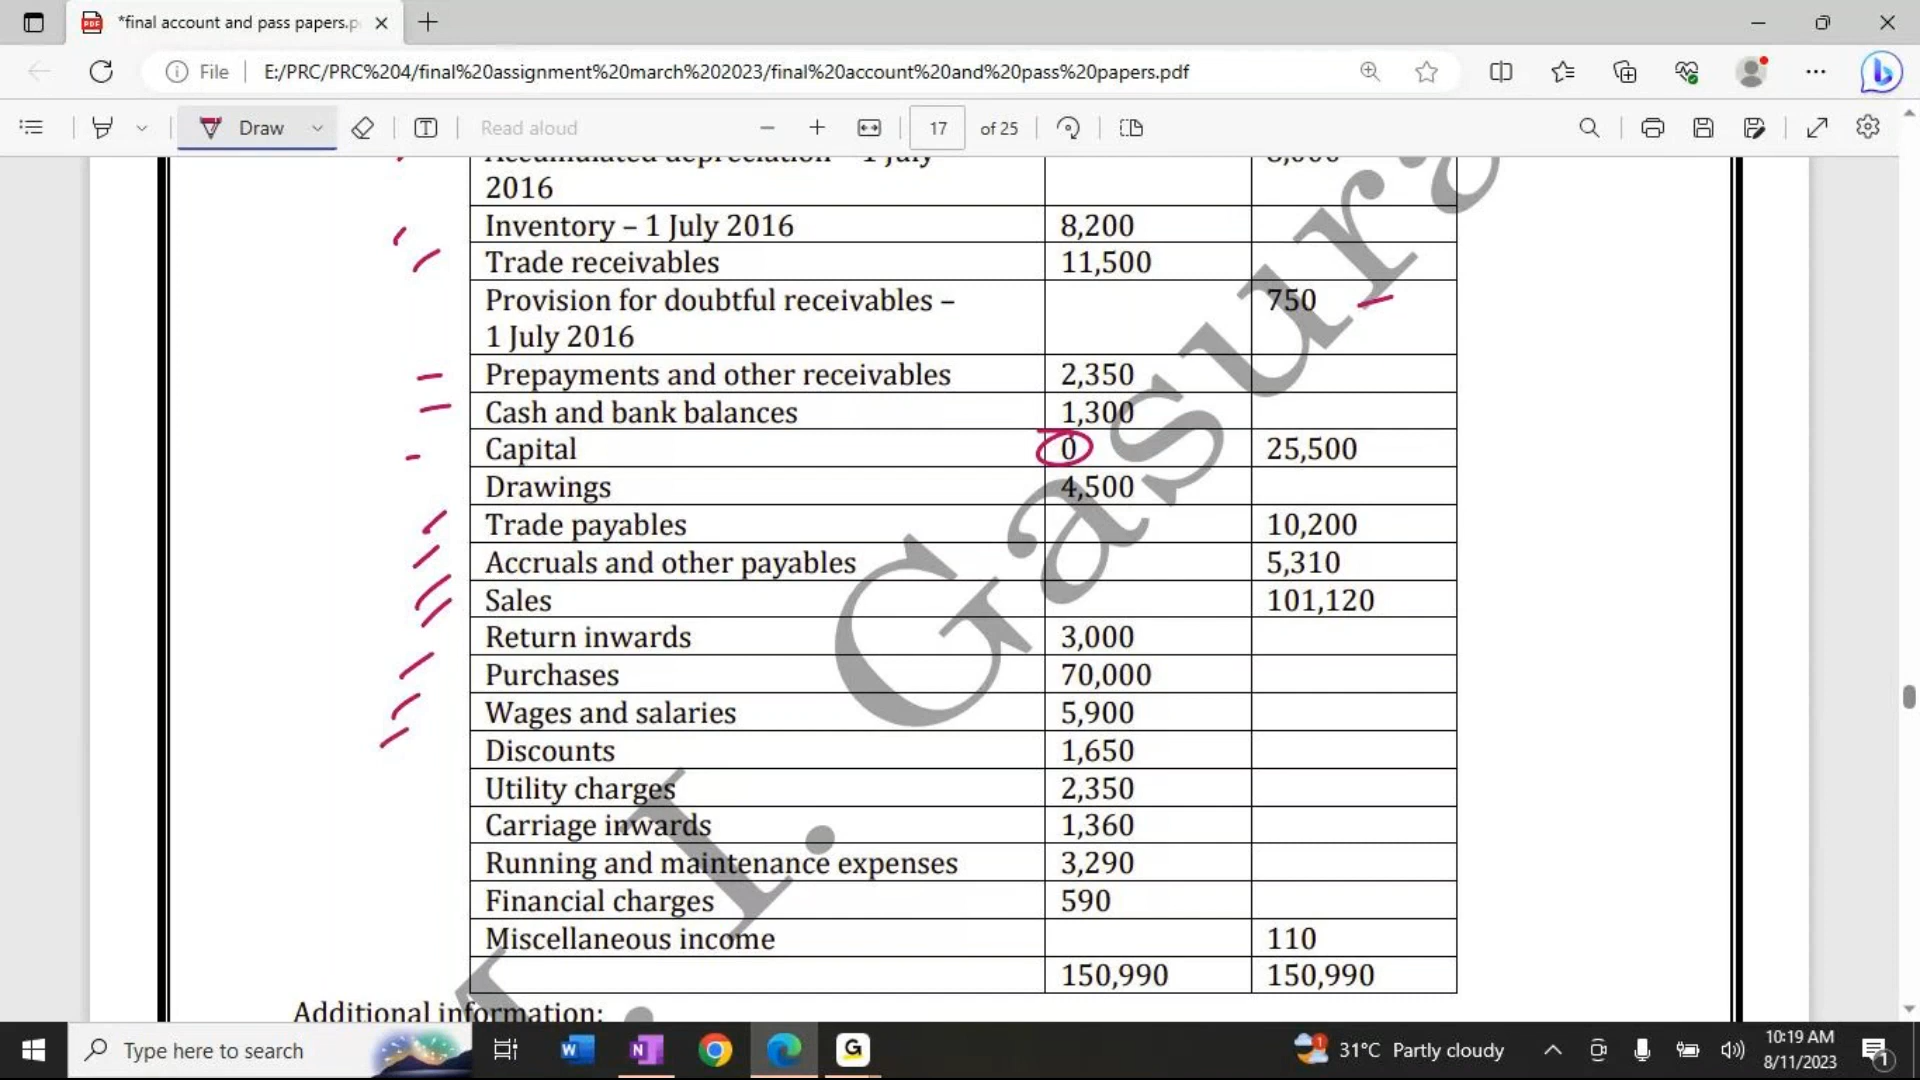 *final account and pass papers.p
File
E:/PRC/PRC%204/final%20assignment%20march%202023/final%20account%20and%20pass%20papers.pdf
Draw
Read aloud
17
of 25
Accumulated depreciation – 1 July
2016
Inventory – 1 July 2016 8,200
Trade receivables 11,500
Provision for doubtful receivables – 750
1 July 2016
Prepayments and other receivables 2,350
Cash and bank balances 1,300
Capital 0 25,500
Drawings 4,500
Trade payables 10,200
Accruals and other payables 5,310
Sales 101,120
Return inwards 3,000
Purchases 70,000
Wages and salaries 5,900
Discounts 1,650
Utility charges 2,350
Carriage inwards 1,360
Running and maintenance expenses 3,290
Financial charges 590
Miscellaneous income 110
150,990 150,990
Additional information:
I. Gasura
Type here to search
31°C Partly cloudy
10:19 AM
8/11/2023